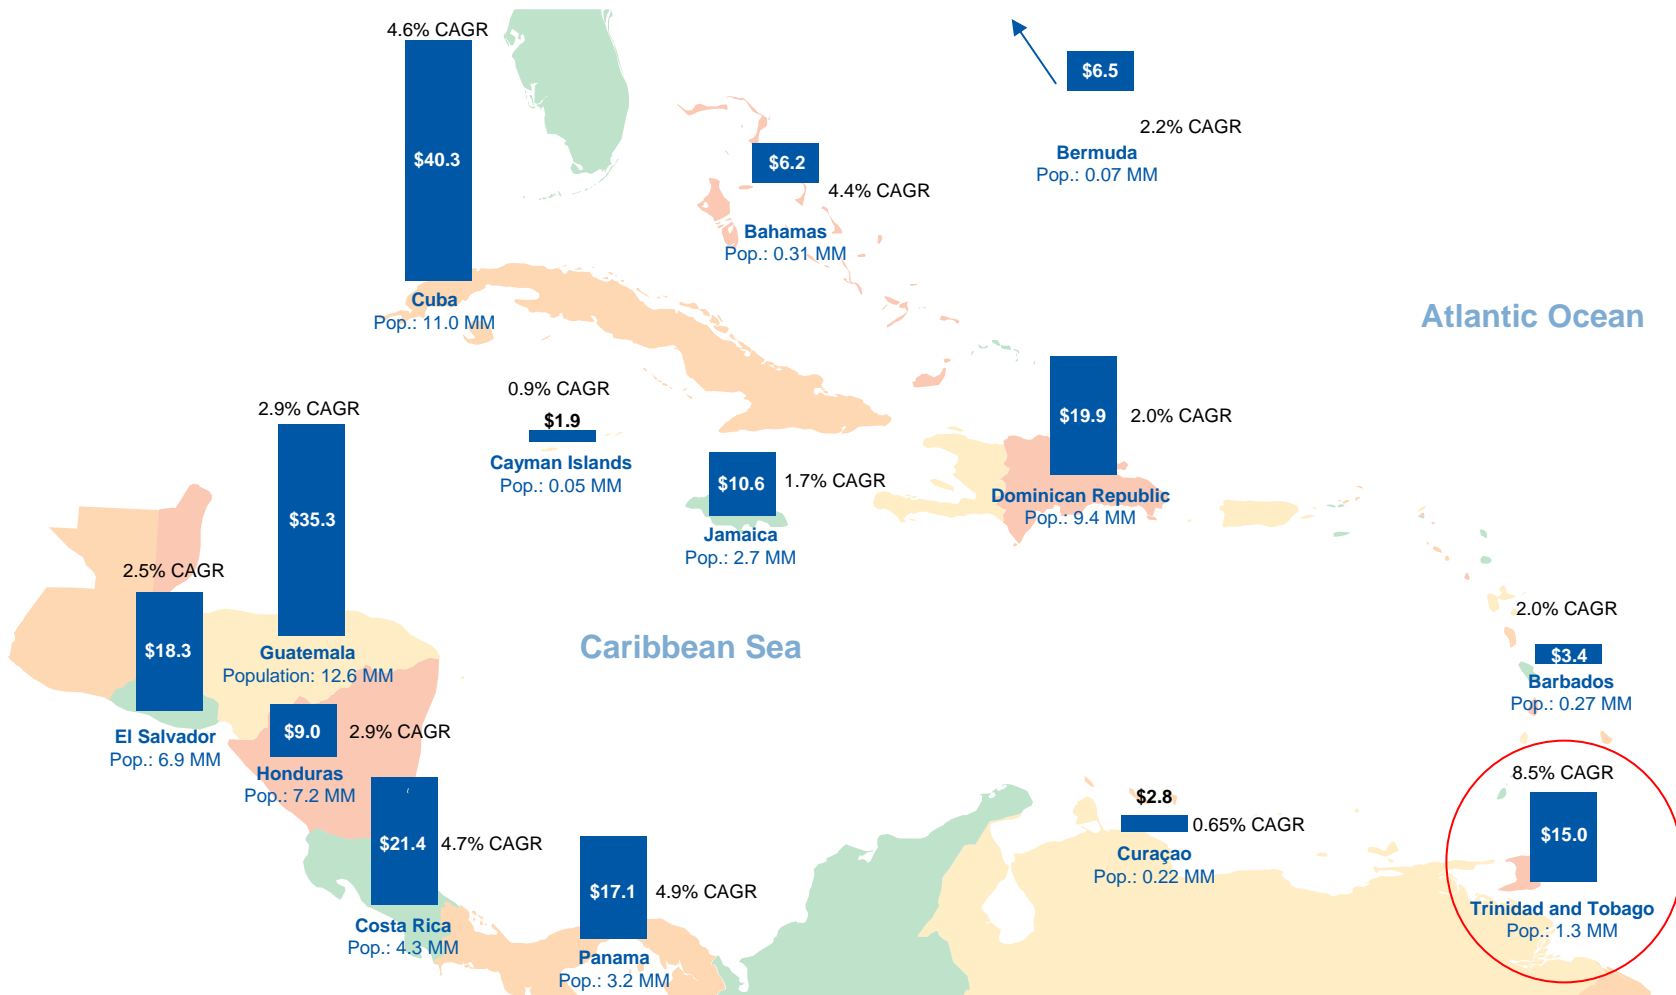 4.6% CAGR
$40.3
Cuba
Pop.: 11.0 MM
$6.5
2.2% CAGR
Bermuda
Pop.: 0.07 MM
$6.2
4.4% CAGR
Bahamas
Pop.: 0.31 MM
Atlantic Ocean
0.9% CAGR
$1.9
Cayman Islands
Pop.: 0.05 MM
$19.9
2.0% CAGR
Dominican Republic
Pop.: 9.4 MM
2.9% CAGR
$35.3
Guatemala
Population: 12.6 MM
$10.6
1.7% CAGR
Jamaica
Pop.: 2.7 MM
2.5% CAGR
$18.3
El Salvador
Pop.: 6.9 MM
Caribbean Sea
2.0% CAGR
$3.4
Barbados
Pop.: 0.27 MM
$9.0
2.9% CAGR
Honduras
Pop.: 7.2 MM
$21.4
4.7% CAGR
Costa Rica
Pop.: 4.3 MM
$17.1
4.9% CAGR
Panama
Pop.: 3.2 MM
$2.8
0.65% CAGR
Curaçao
Pop.: 0.22 MM
8.5% CAGR
$15.0
Trinidad and Tobago
Pop.: 1.3 MM